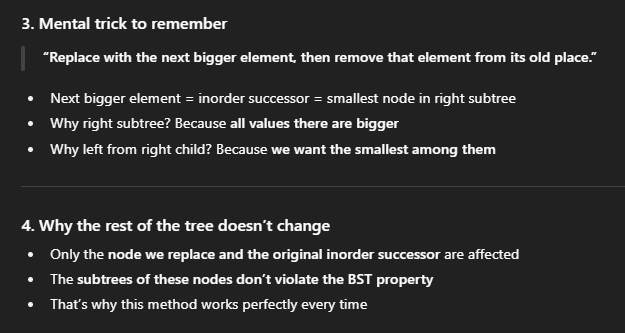 3. Mental trick to remember
“Replace with the next bigger element, then remove that element from its old place.”
• Next bigger element = inorder successor = smallest node in right subtree
• Why right subtree? Because all values there are bigger
• Why left from right child? Because we want the smallest among them
4. Why the rest of the tree doesn’t change
• Only the node we replace and the original inorder successor are affected
• The subtrees of these nodes don’t violate the BST property
• That’s why this method works perfectly every time